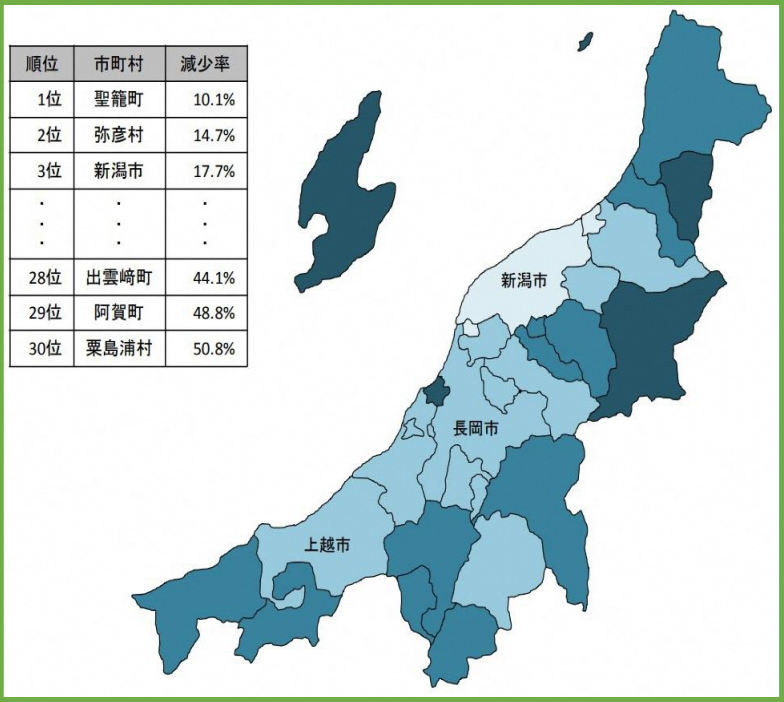 順位 市町村 減少率
1位 聖籠町 10.1%
2位 弥彦村 14.7%
3位 新潟市 17.7%
・ ・ ・
・ ・ ・
・ ・ ・
28位 出雲﨑町 44.1%
29位 阿賀町 48.8%
30位 粟島浦村 50.8%
新潟市
長岡市
上越市